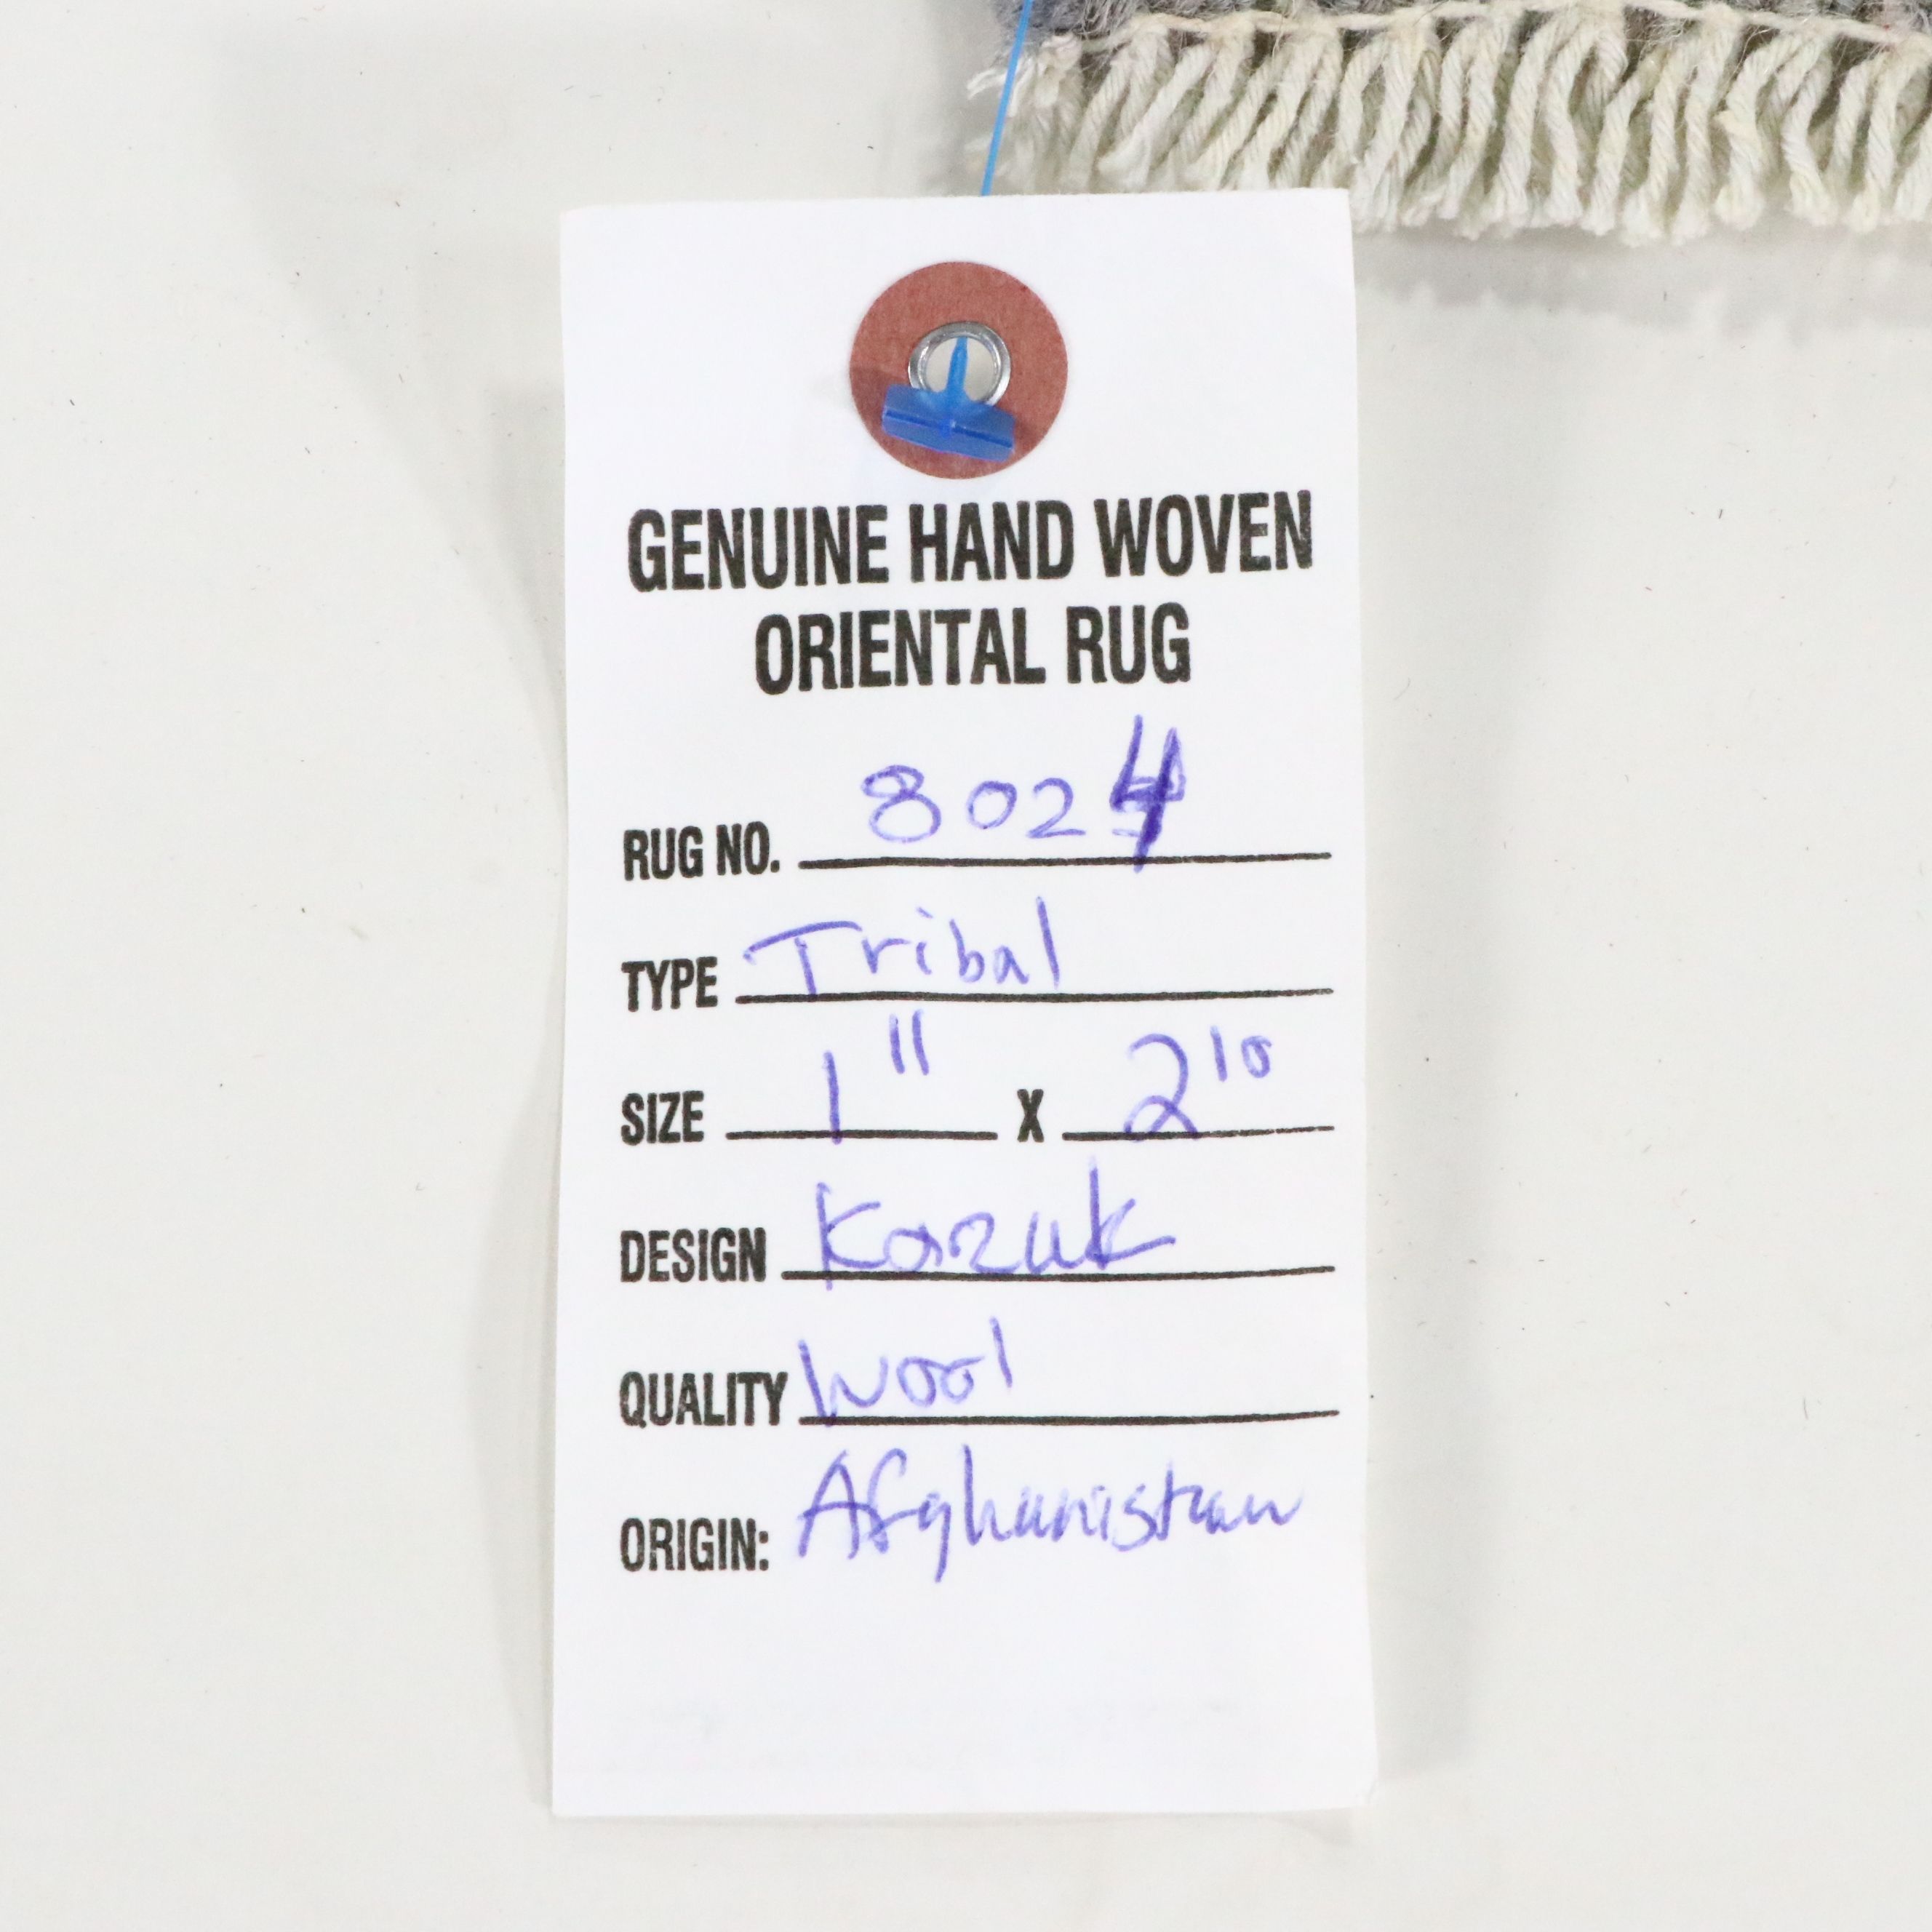 GENUINE HAND WOVEN
ORIENTAL RUG
RUG NO. 8024
TYPE Tribal
SIZE 1 11 X 2 10
DESIGN Kazuk
QUALITY Wool
ORIGIN: Afghanistan